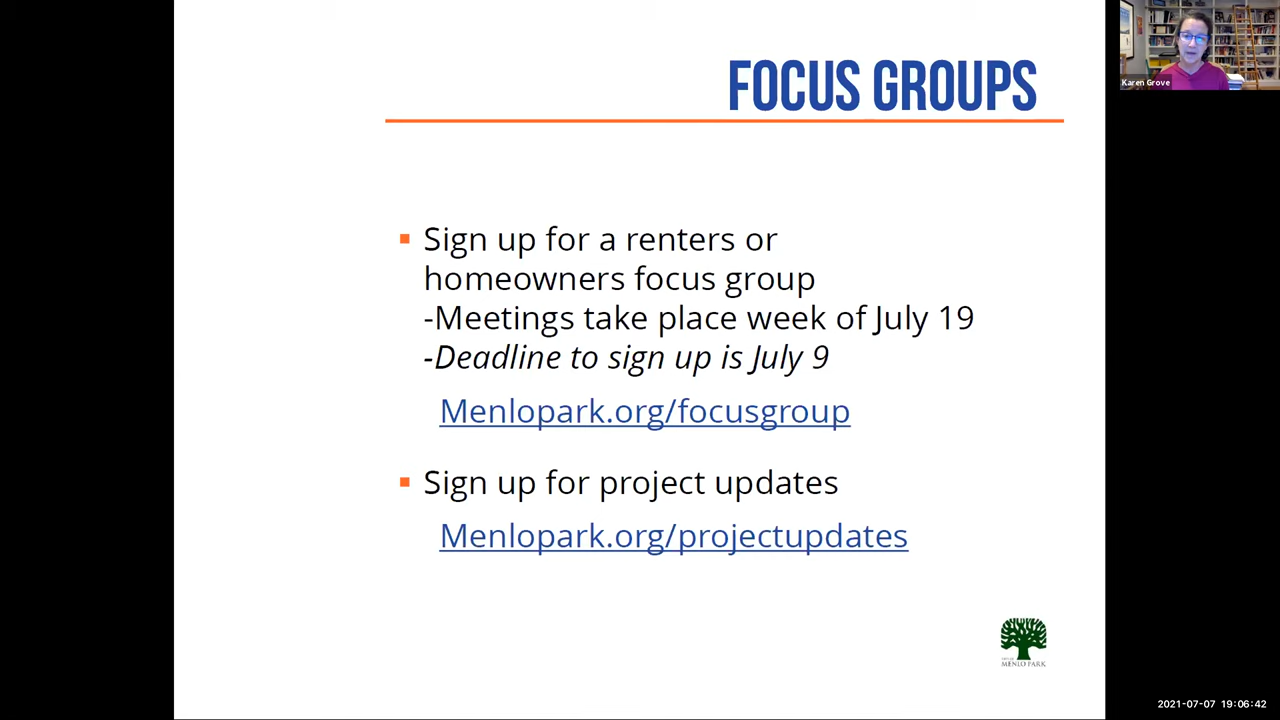 FOCUS GROUPS
Karen Grove
Sign up for a renters or
homeowners focus group
-Meetings take place week of July 19
-Deadline to sign up is July 9
Menlopark.org/focusgroup
Sign up for project updates
Menlopark.org/projectupdates
MENLO PARK
2021-07-07 19:06:42